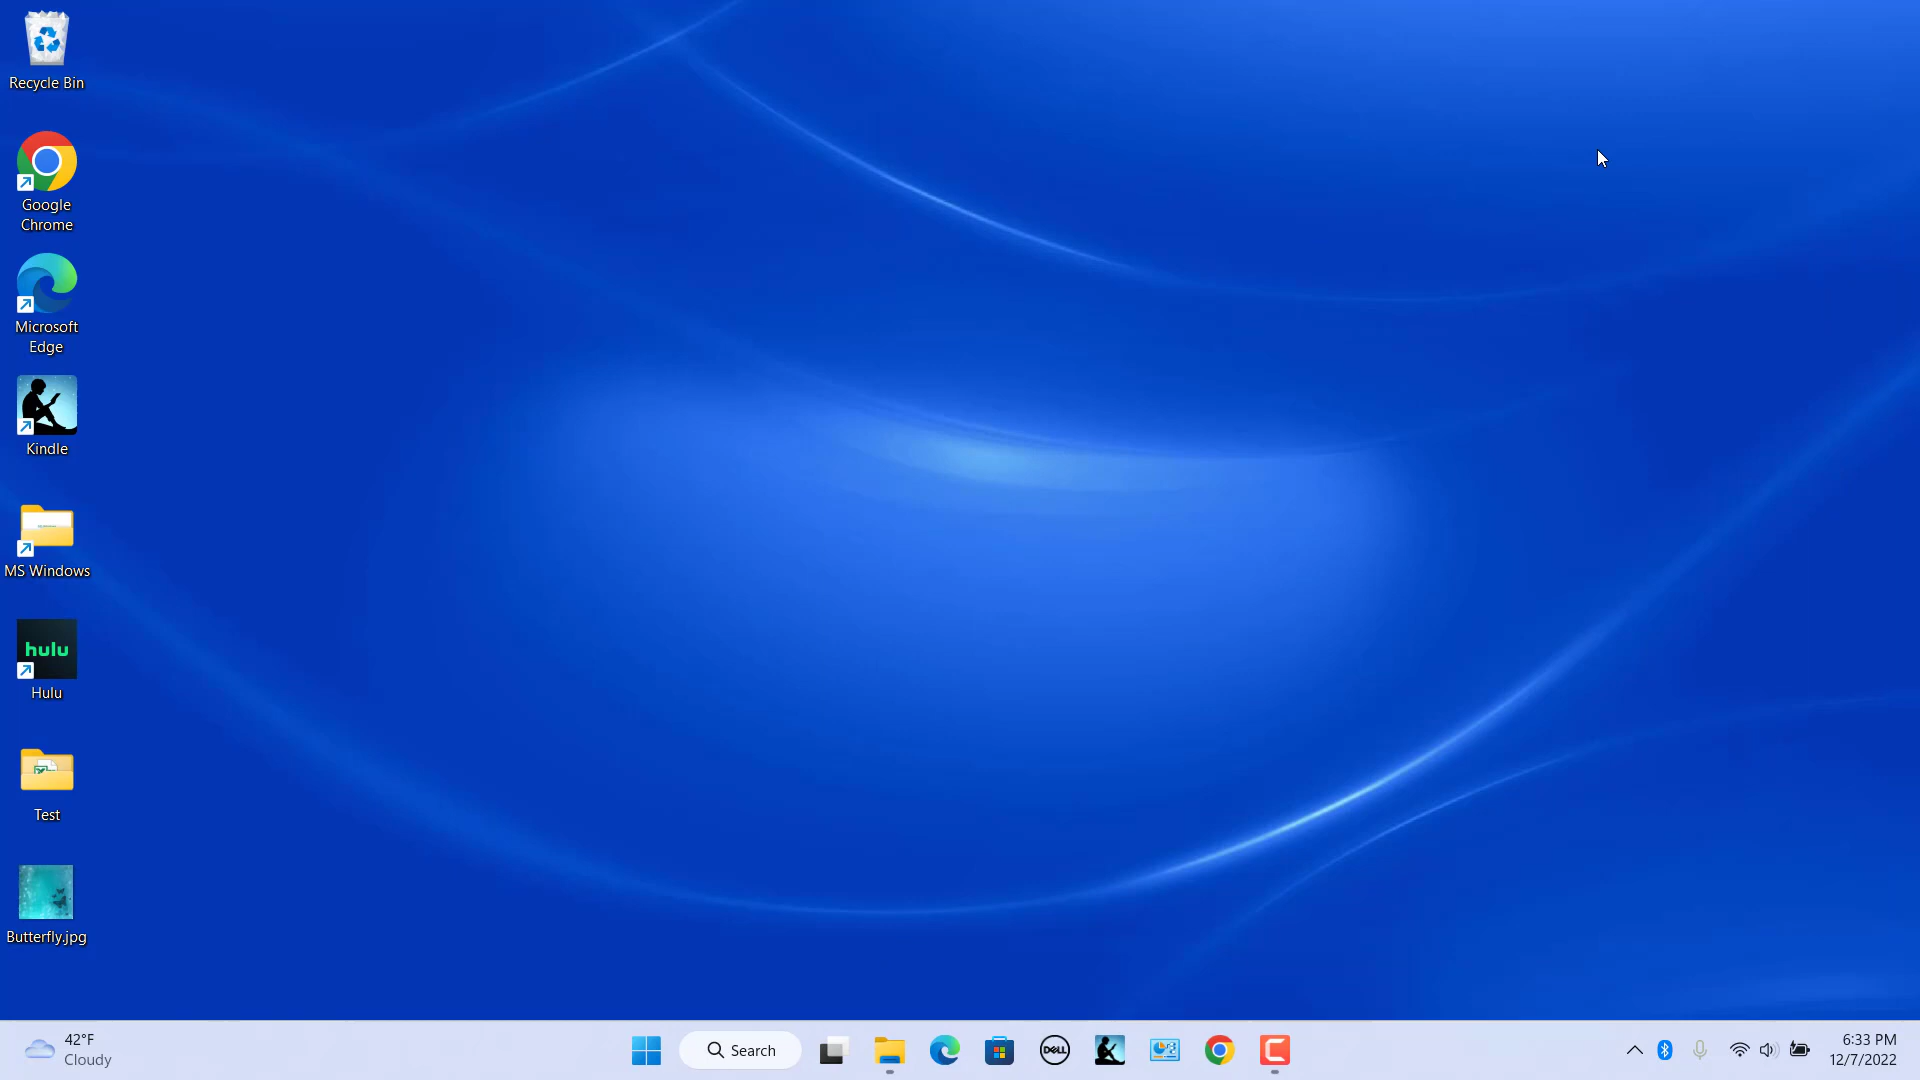 Recycle Bin
Google
Chrome
Microsoft
Edge
Kindle
MS Windows
hulu
Hulu
Test
Butterfly.jpg
42°F
Cloudy
Search
DELL
6:33 PM
12/7/2022